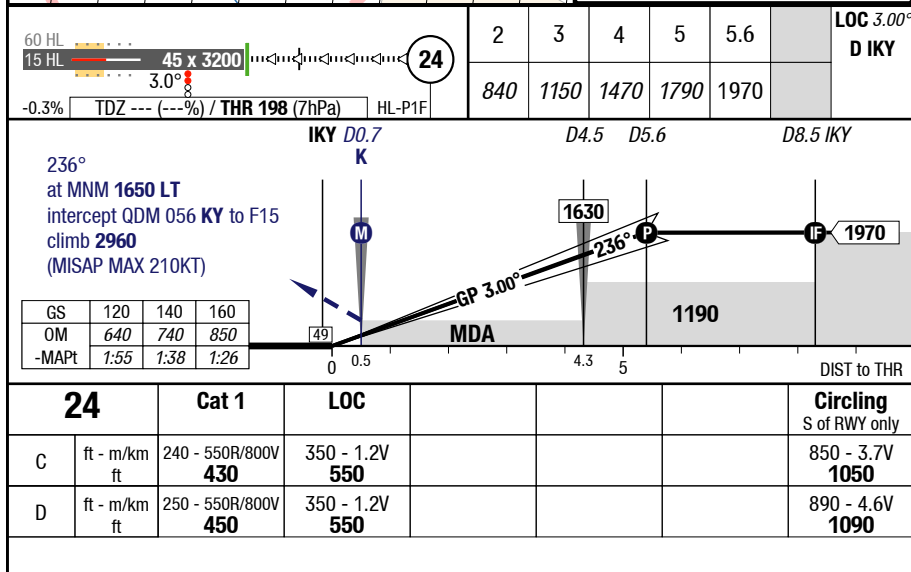 60 HL
15 HL
45 x 3200
24
3.0°
-0.3%
TDZ --- (---%) / THR 198 (7hPa)
HL-P1F
2 3 4 5 5.6
LOC 3.00°
D IKY
840 1150 1470 1790 1970
IKY D0.7
K
D4.5
D5.6
D8.5 IKY
236°
at MNM 1650 LT
intercept QDM 056 KY to F15
climb 2960
(MISAP MAX 210KT)
M
1630
236°
P
IF
1970
GP 3.00°
1190
MDA
49
GS 120 140 160
OM 640 740 850
-MAPt 1:55 1:38 1:26
0 0.5 4.3 5 DIST to THR
24 Cat 1 LOC Circling
S of RWY only
C ft - m/km 240 - 550R/800V 350 - 1.2V 850 - 3.7V
ft 430 550 1050
D ft - m/km 250 - 550R/800V 350 - 1.2V 890 - 4.6V
ft 450 550 1090